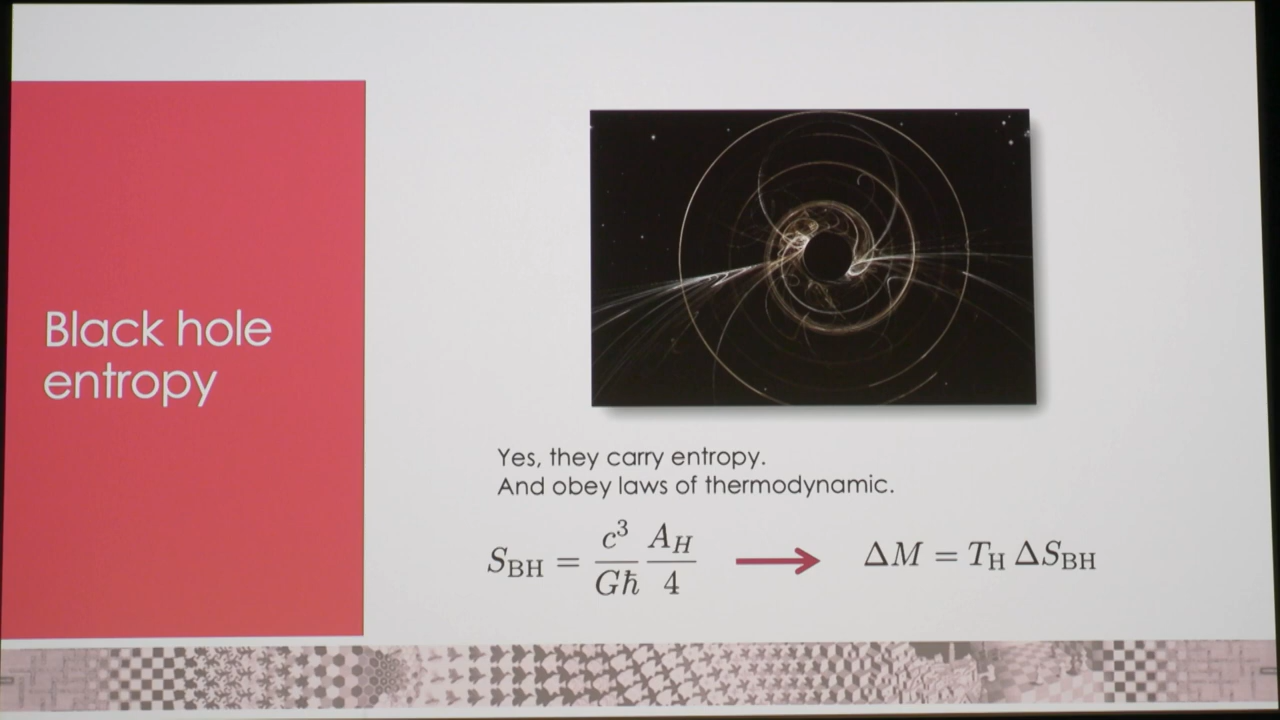 Black hole
entropy
Yes, they carry entropy.
And obey laws of thermodynamic.
S_BH = c³/Għ A_H/4 → ΔM = T_H ΔS_BH